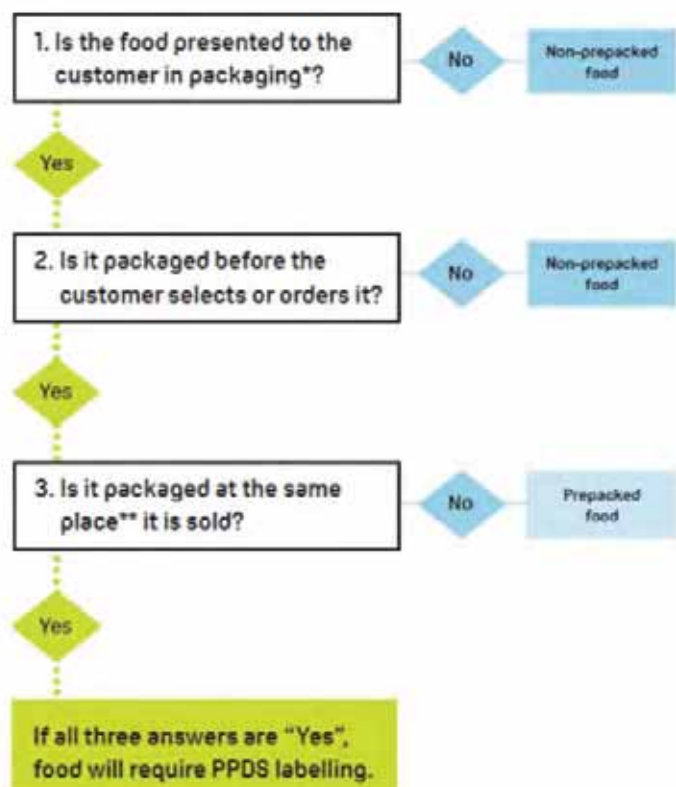 1. Is the food presented to the
customer in packaging*?
No
Non-prepacked
food
Yes
2. Is it packaged before the
customer selects or orders it?
No
Non-prepacked
food
Yes
3. Is it packaged at the same
place** it is sold?
No
Prepacked
food
Yes
If all three answers are “Yes”,
food will require PPDS labelling.